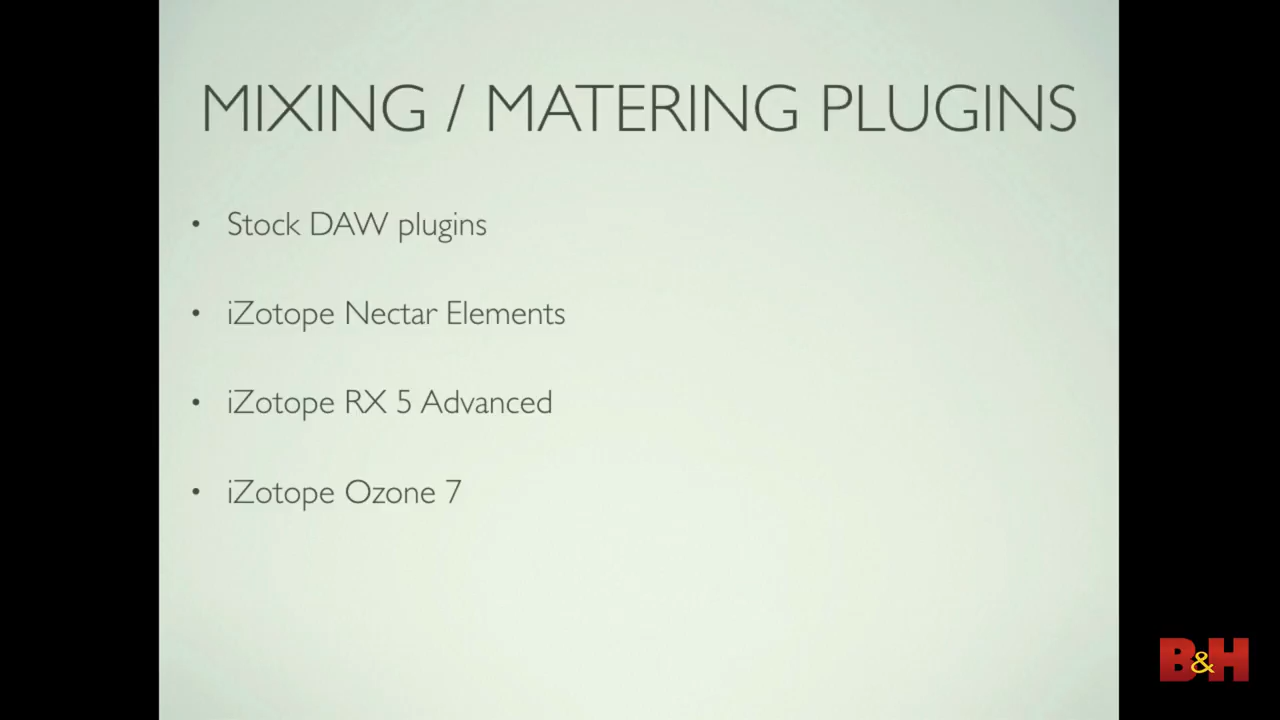 MIXING / MATERING PLUGINS
• Stock DAW plugins
• iZotope Nectar Elements
• iZotope RX 5 Advanced
• iZotope Ozone 7
B&H